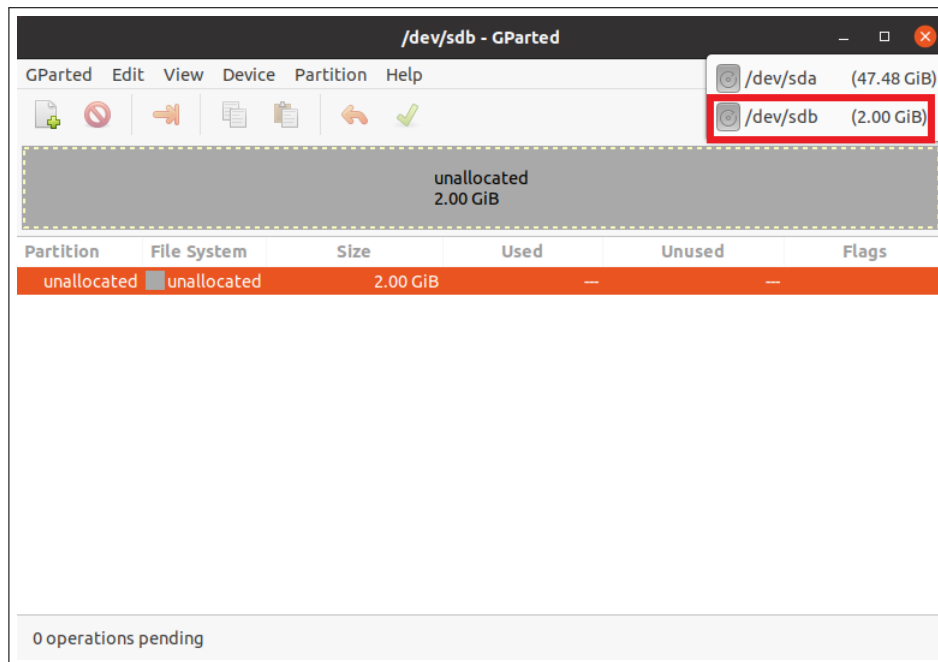 /dev/sdb - GParted
GParted Edit View Device Partition Help
/dev/sda (47.48 GiB)
/dev/sdb (2.00 GiB)
unallocated
2.00 GiB
Partition File System Size Used Unused Flags
unallocated unallocated 2.00 GiB --- ---
0 operations pending